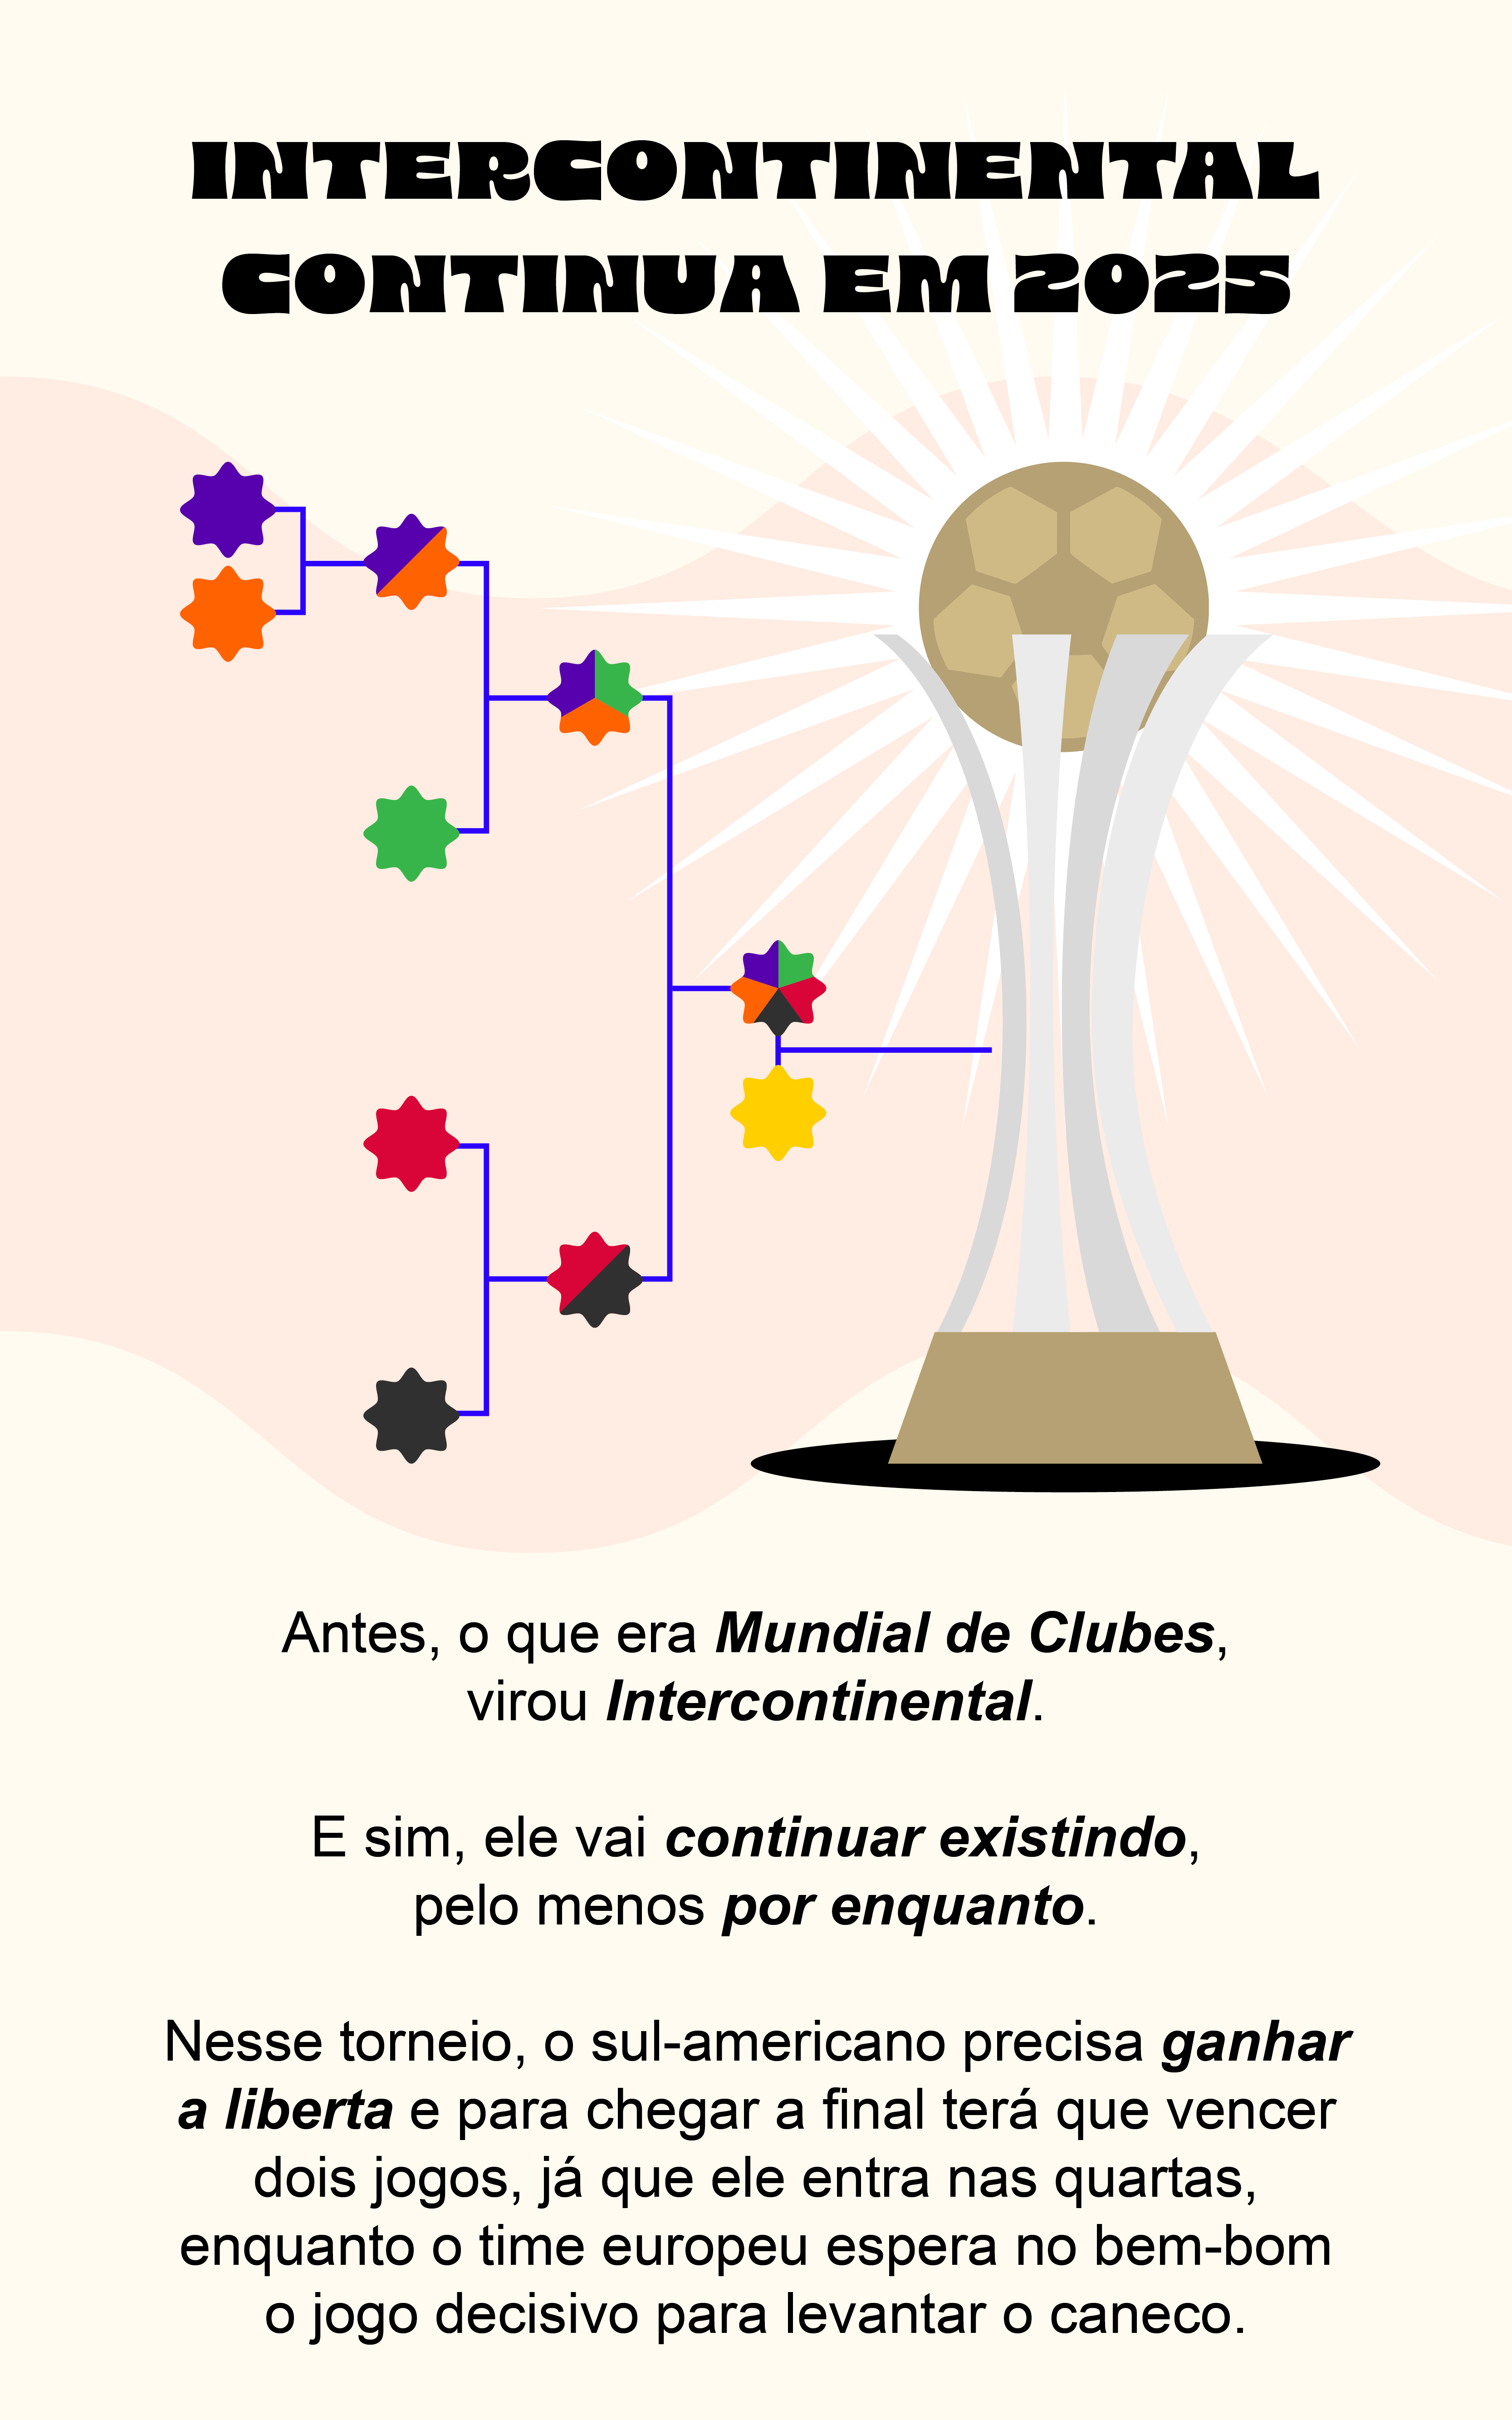 INTERCONTINENTAL
CONTINUA EM 2025
Antes, o que era Mundial de Clubes,
virou Intercontinental.
E sim, ele vai continuar existindo,
pelo menos por enquanto.
Nesse torneio, o sul-americano precisa ganhar
a liberta e para chegar a final terá que vencer
dois jogos, já que ele entra nas quartas,
enquanto o time europeu espera no bem-bom
o jogo decisivo para levantar o caneco.